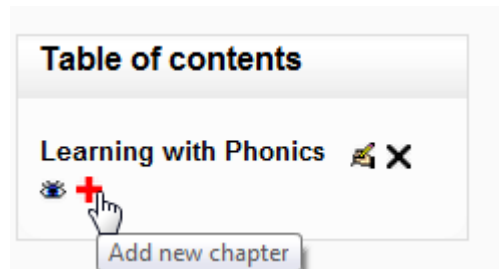 Table of contents
Learning with Phonics
Add new chapter